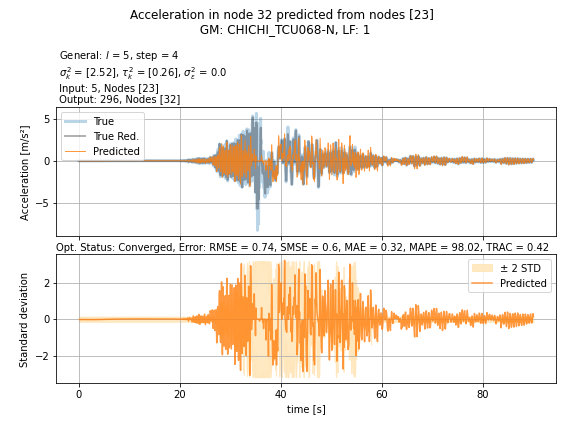 Acceleration in node 32 predicted from nodes [23]
GM: CHICHI_TCU068-N, LF: 1
General: l = 5, step = 4
σ²ₖ = [2.52], τ²ₖ = [0.26], σ²ε = 0.0
Input: 5, Nodes [23]
Output: 296, Nodes [32]
True
True Red.
Predicted
Acceleration [m/s²]
5
0
−5
Opt. Status: Converged, Error: RMSE = 0.74, SMSE = 0.6, MAE = 0.32, MAPE = 98.02, TRAC = 0.42
± 2 STD
Predicted
Standard deviation
2
0
−2
0 20 40 60 80
time [s]